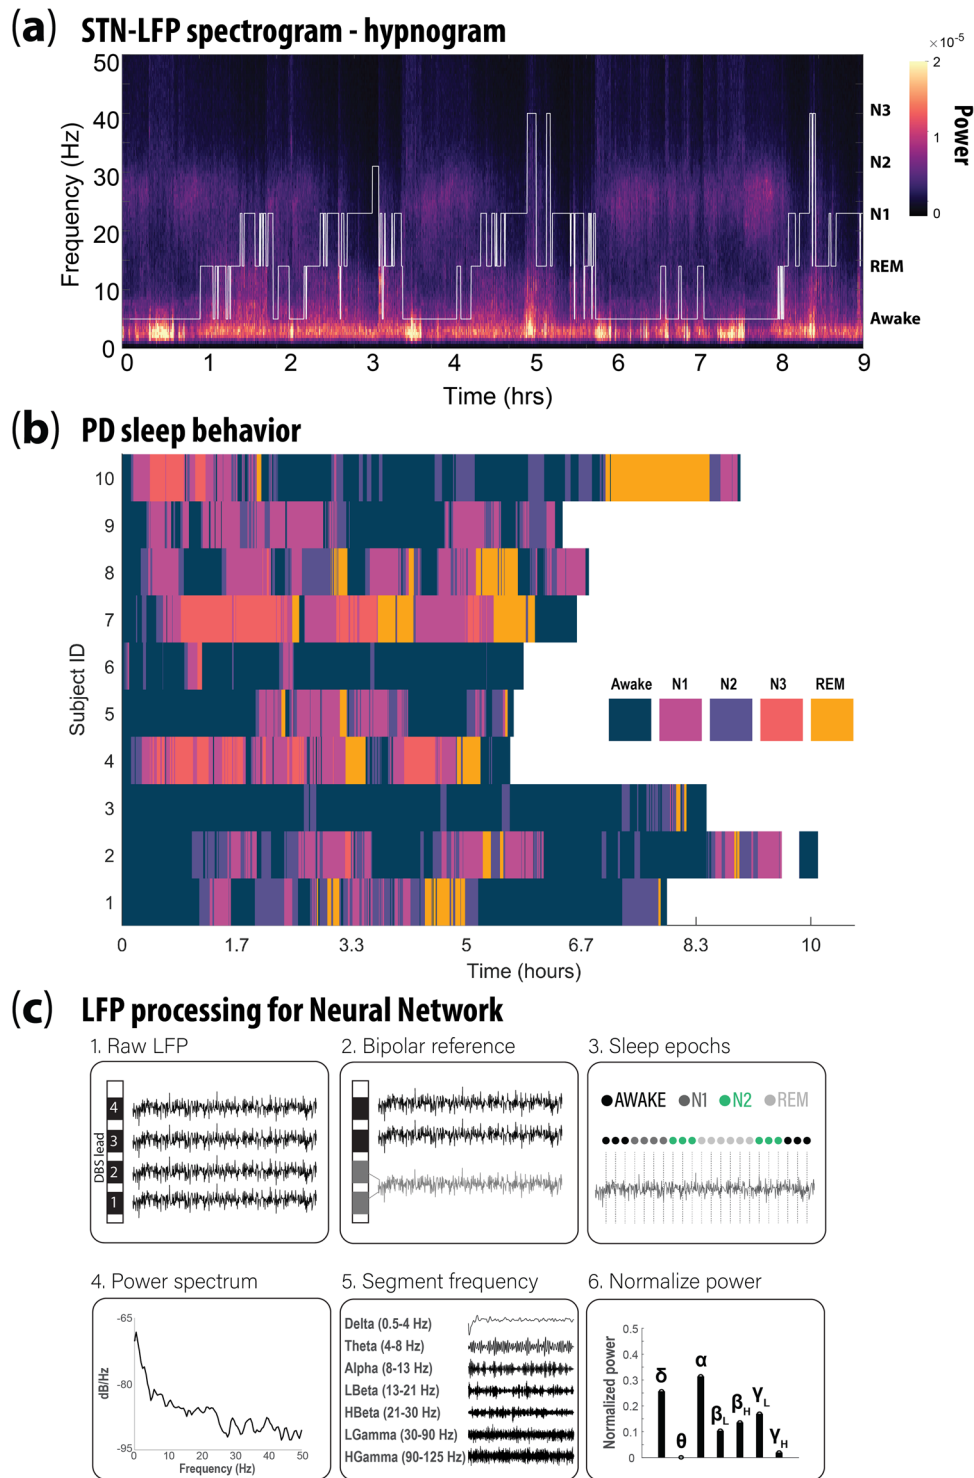 (a) STN-LFP spectrogram - hypnogram
×10-5
50
40
30
20
10
0
Frequency (Hz)
0 1 2 3 4 5 6 7 8 9
Time (hrs)
N3
N2
N1
REM
Awake
2
1
0
Power
(b) PD sleep behavior
10
9
8
7
6
5
4
3
2
1
Subject ID
Awake N1 N2 N3 REM
0 1.7 3.3 5 6.7 8.3 10
Time (hours)
(c) LFP processing for Neural Network
1. Raw LFP
DBS lead
4
3
2
1
2. Bipolar reference
3. Sleep epochs
AWAKE N1 N2 REM
4. Power spectrum
-65
-80
-95
dB/Hz
0 10 20 30 40 50
Frequency (Hz)
5. Segment frequency
Delta (0.5-4 Hz)
Theta (4-8 Hz)
Alpha (8-13 Hz)
LBeta (13-21 Hz)
HBeta (21-30 Hz)
LGamma (30-90 Hz)
HGamma (90-125 Hz)
6. Normalize power
0.5
0.4
0.3
0.2
0.1
0
Normalized power
δ θ α βL βH γL γH